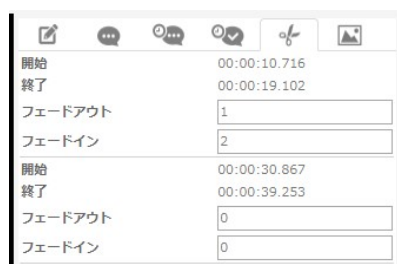 開始 00:00:10.716
終了 00:00:19.102
フェードアウト 1
フェードイン 2
開始 00:00:30.867
終了 00:00:39.253
フェードアウト 0
フェードイン 0